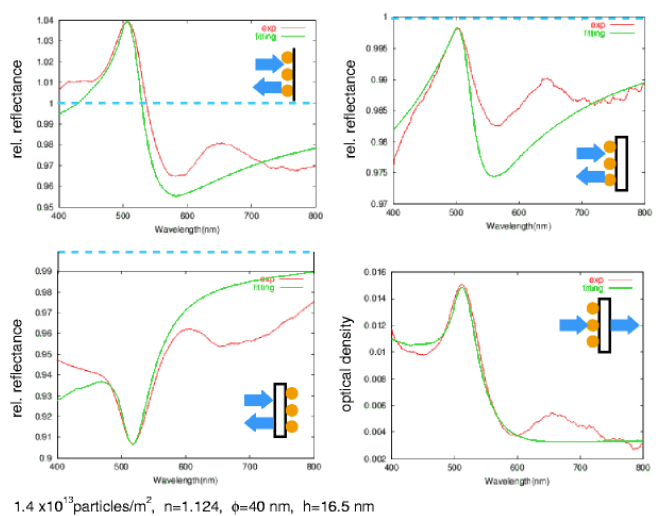 1.04
1.03
1.02
1.01
1
0.99
0.98
0.97
0.96
0.95
400 500 600 700 800
Wavelength(nm)
rel. reflectance
exp
fitting
1
0.995
0.99
0.985
0.98
0.975
0.97
400 500 600 700 800
Wavelength(nm)
rel. reflectance
exp
fitting
0.99
0.98
0.96
0.95
0.94
0.93
0.92
0.91
0.9
400 500 600 700 800
Wavelength(nm)
rel. reflectance
exp
fitting
0.016
0.014
0.012
0.01
0.008
0.006
0.004
0.002
400 500 600 700 800
Wavelength(nm)
optical density
exp
fitting
1.4 x10¹³particles/m², n=1.124, ϕ=40 nm, h=16.5 nm